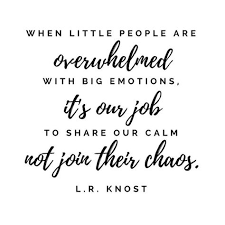 WHEN LITTLE PEOPLE ARE
overwhelmed
WITH BIG EMOTIONS,
it's our job
TO SHARE OUR CALM
not join their chaos.
L.R. KNOST